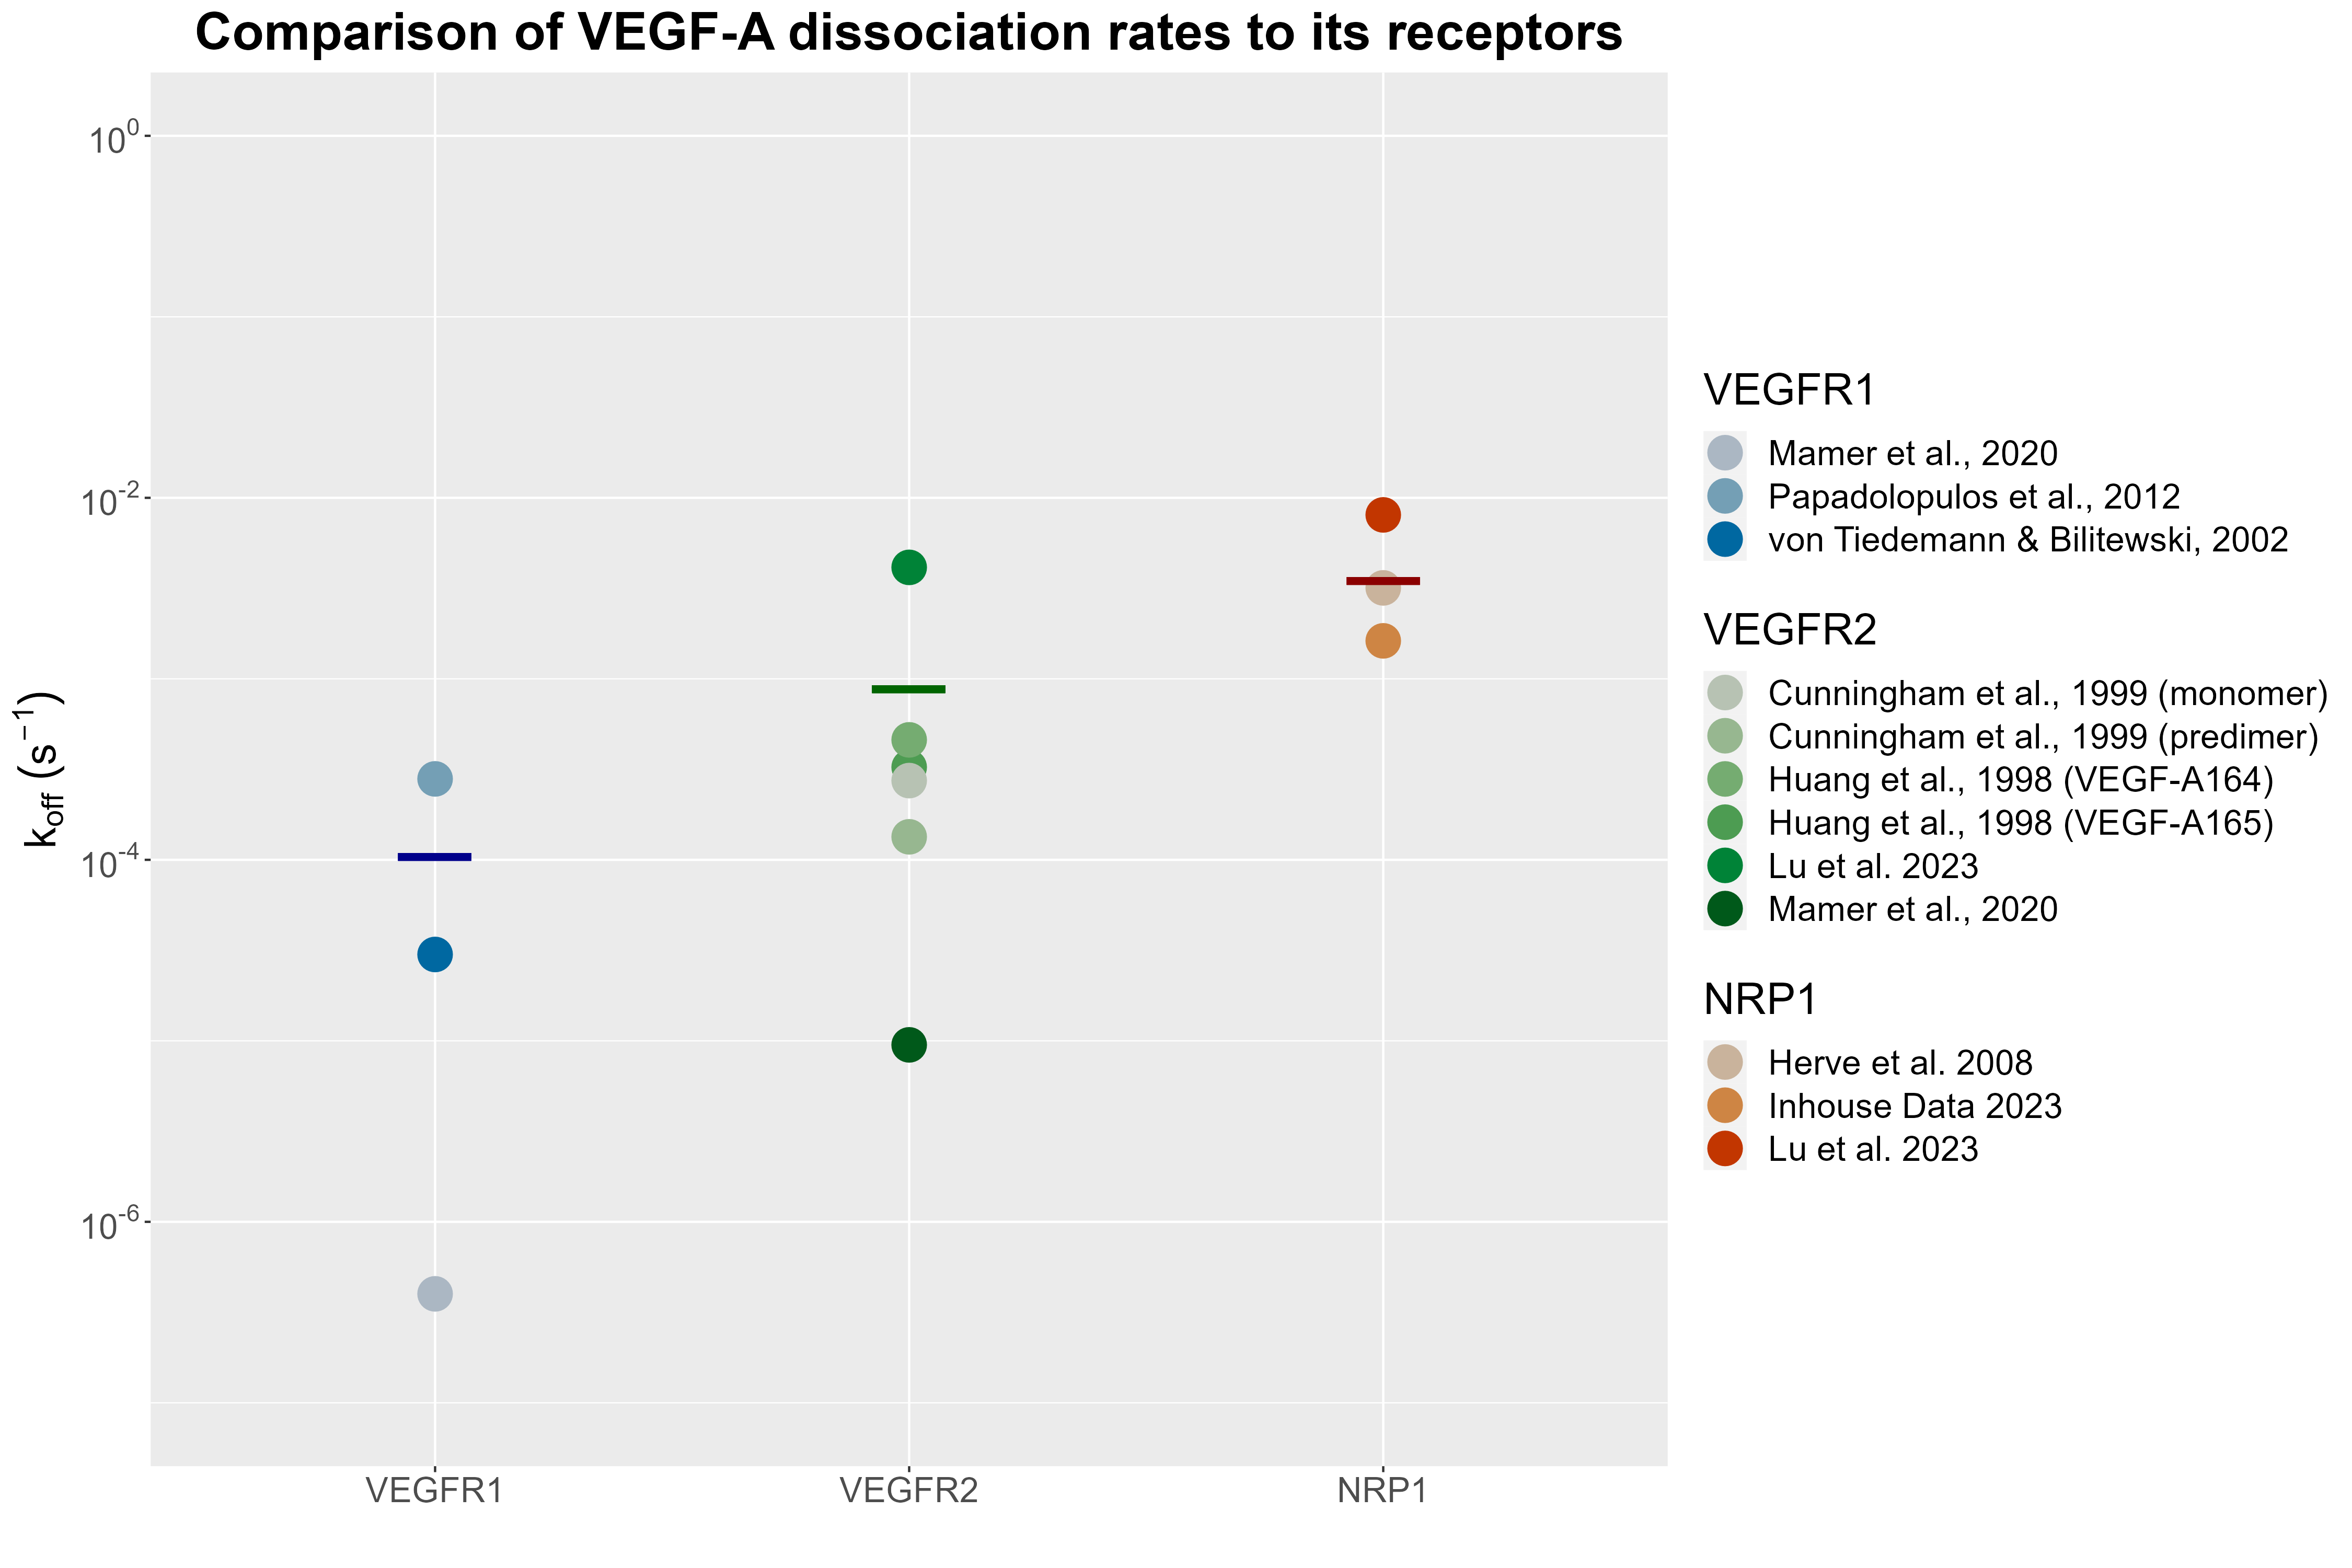 Comparison of VEGF-A dissociation rates to its receptors
10⁰
10⁻²
10⁻⁴
10⁻⁶
k_off (s⁻¹)
VEGFR1
VEGFR2
NRP1
VEGFR1
Mamer et al., 2020
Papadolopulos et al., 2012
von Tiedemann & Bilitewski, 2002
VEGFR2
Cunningham et al., 1999 (monomer)
Cunningham et al., 1999 (predimer)
Huang et al., 1998 (VEGF-A164)
Huang et al., 1998 (VEGF-A165)
Lu et al. 2023
Mamer et al., 2020
NRP1
Herve et al. 2008
Inhouse Data 2023
Lu et al. 2023